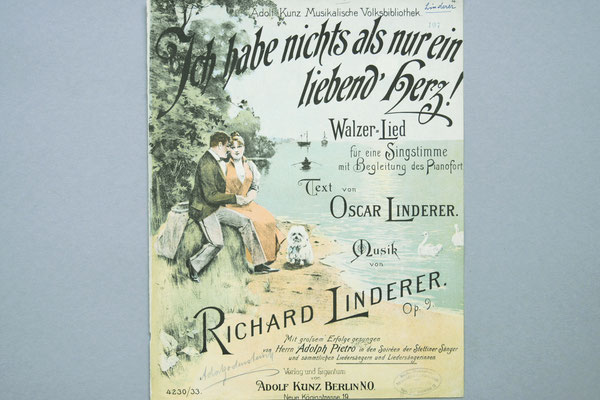 Adolf Kunz Musikalische Volksbibliothek.
Linderer
Ich habe nichts als nur ein
liebend' Herz!
Walzer-Lied
für eine Singstimme
mit Begleitung des Pianofort
Text von
OSCAR LINDERER.
Musik
von
RICHARD LINDERER.
Op. 9.
Mit großem Erfolge gesungen
von Herrn Adolph Pietro in den Soiréen der Stettiner Sänger
und sämmtlichen Liedersängern und Liedersängerinnen
Verlag und Eigentum
von
ADOLF KUNZ BERLIN NO.
4230/33.
Neue Königstrasse 19.